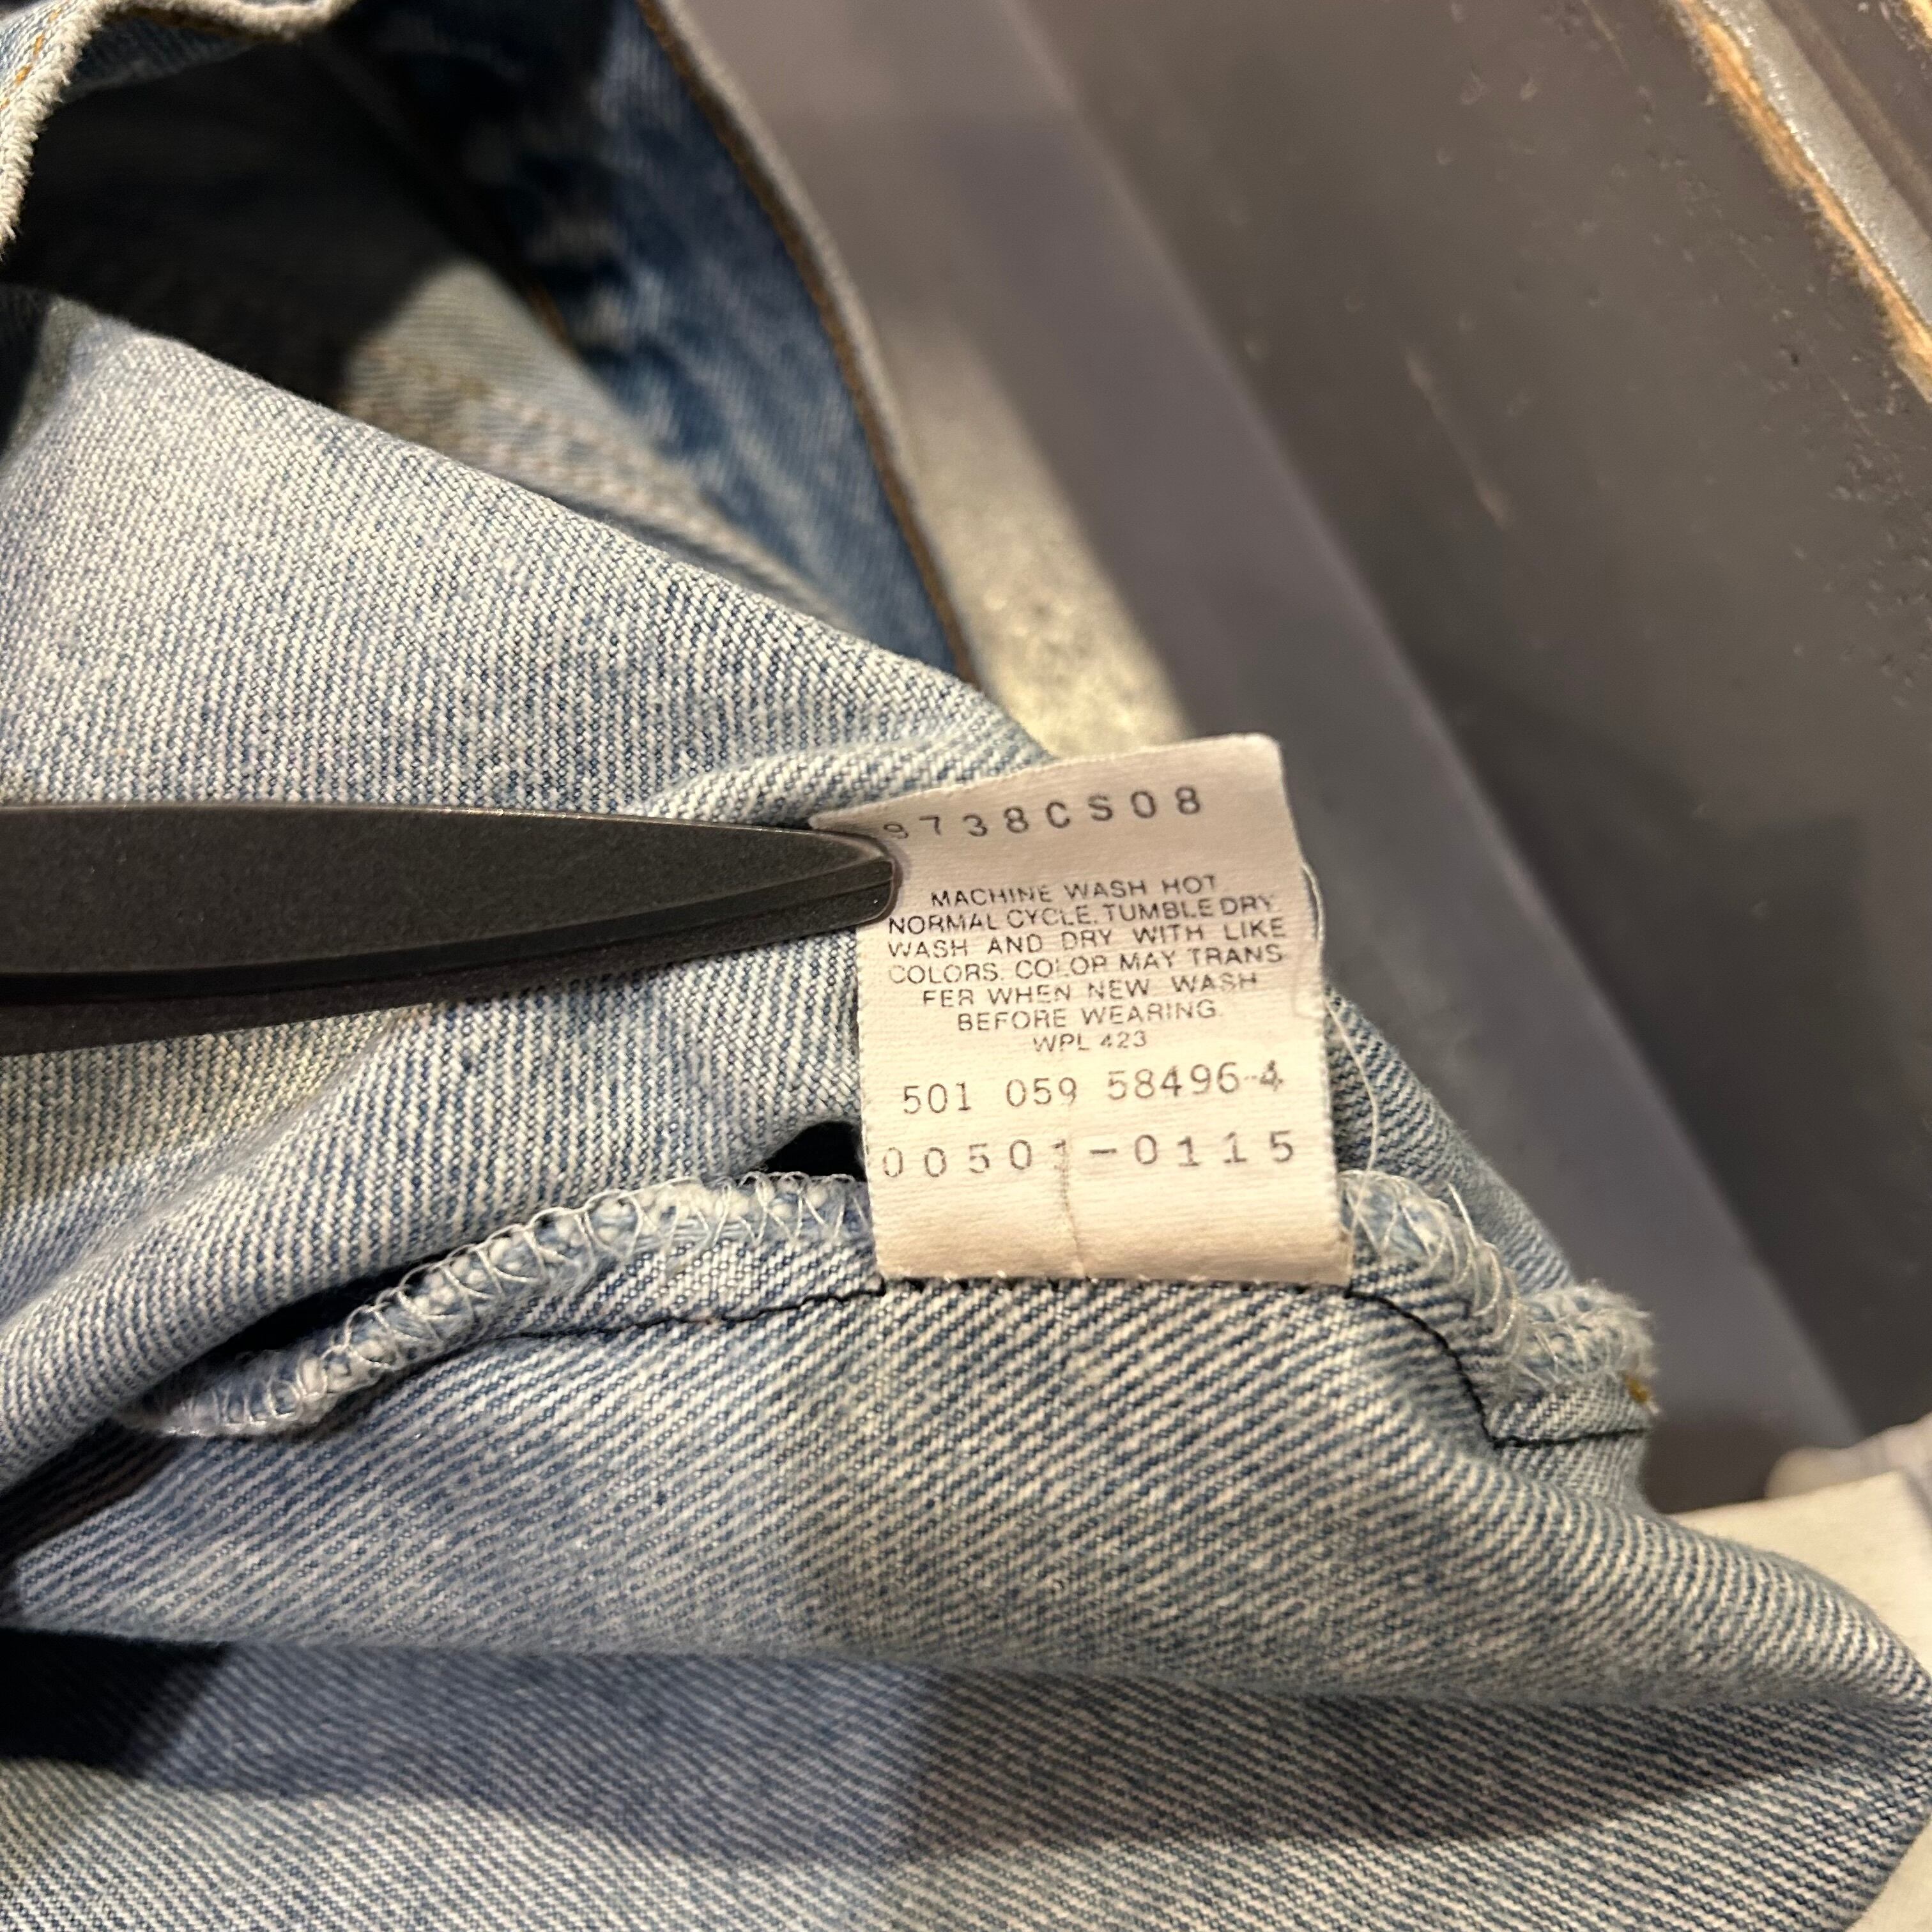 9738CS08
MACHINE WASH HOT
NORMAL CYCLE. TUMBLE DRY.
WASH AND DRY WITH LIKE
COLORS. COLOR MAY TRANS
FER WHEN NEW WASH
BEFORE WEARING.
WPL 423
501 059 58496-4
00501-0115